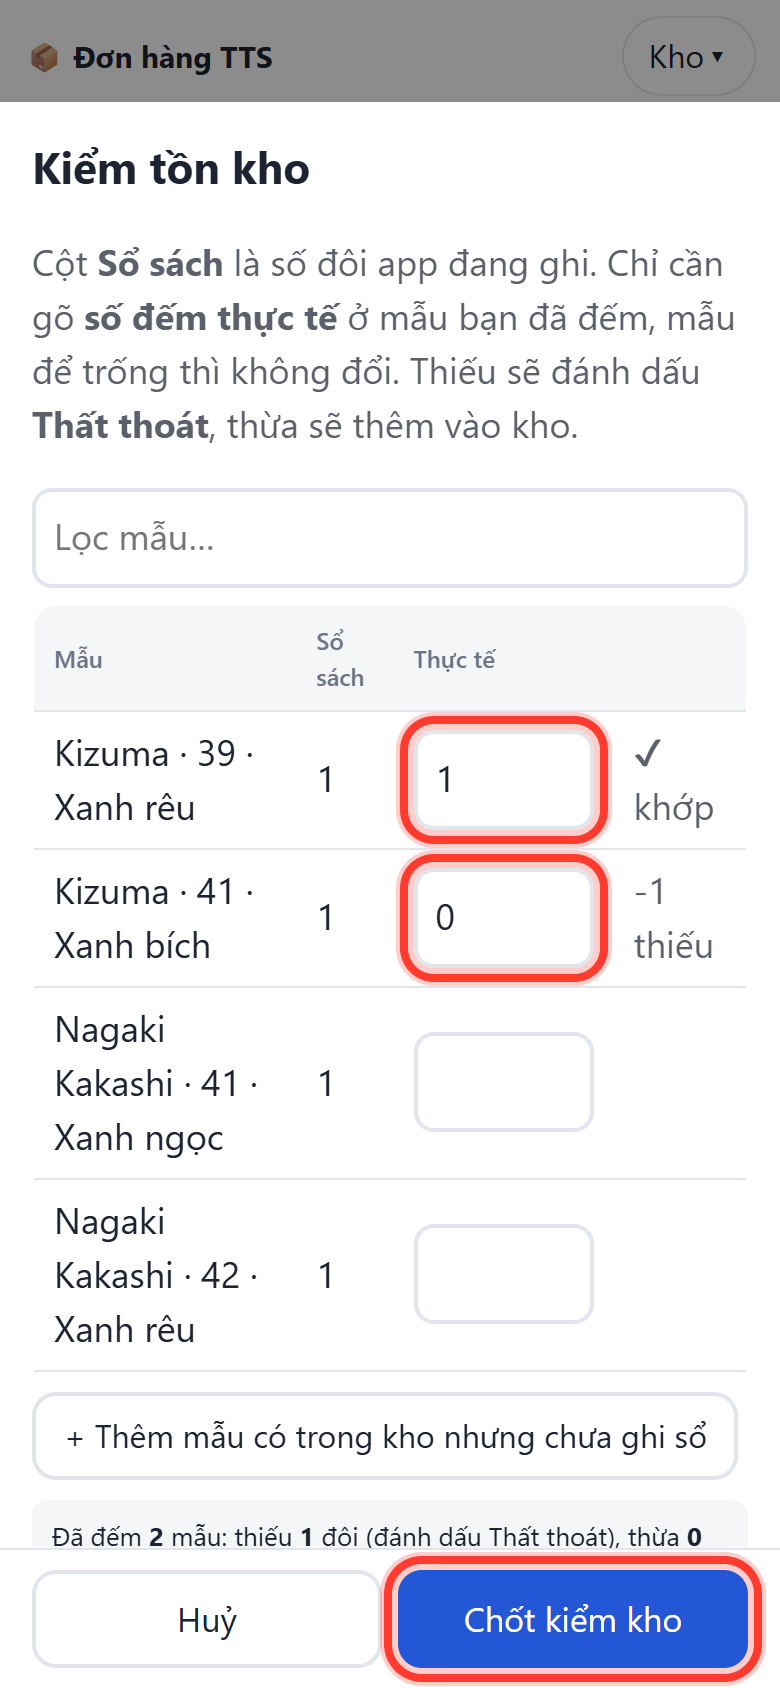 Đơn hàng TTS
Kho ▾
Kiểm tồn kho
Cột Sổ sách là số đôi app đang ghi. Chỉ cần
gõ số đếm thực tế ở mẫu bạn đã đếm, mẫu
để trống thì không đổi. Thiếu sẽ đánh dấu
Thất thoát, thừa sẽ thêm vào kho.
Lọc mẫu...
Mẫu
Sổ
sách
Thực tế
Kizuma · 39 ·
Xanh rêu
1
1
✓
khớp
Kizuma · 41 ·
Xanh bích
1
0
-1
thiếu
Nagaki
Kakashi · 41 ·
Xanh ngọc
1
Nagaki
Kakashi · 42 ·
Xanh rêu
1
+ Thêm mẫu có trong kho nhưng chưa ghi sổ
Đã đếm 2 mẫu: thiếu 1 đôi (đánh dấu Thất thoát), thừa 0
Huỷ
Chốt kiểm kho